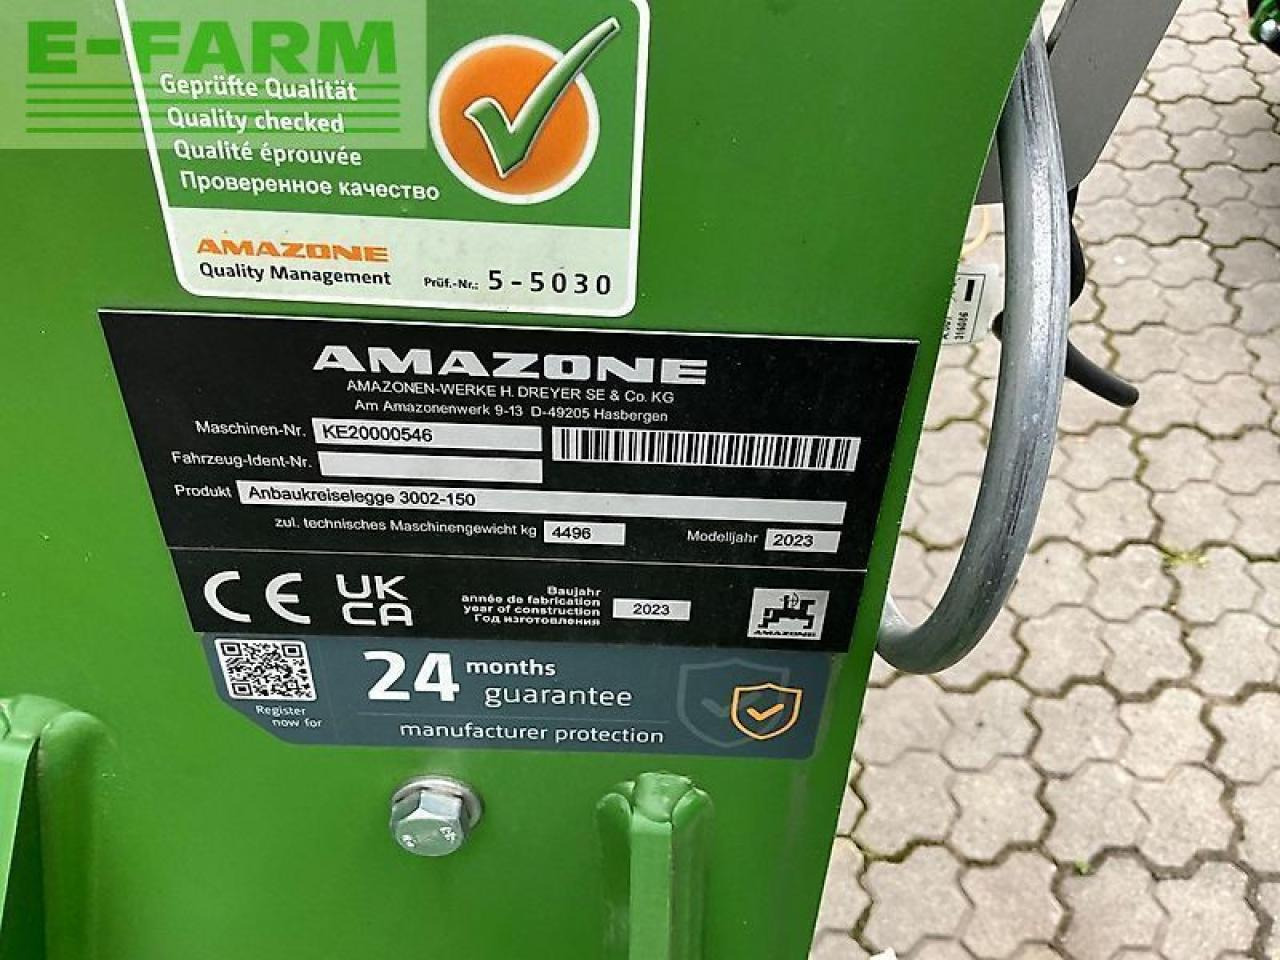 E-FARM
Geprüfte Qualität
Quality checked
Qualité éprouvée
Проверенное качество
AMAZONE
Quality Management
Prüf.-Nr.: 5-5030
AMAZONE
AMAZONEN-WERKE H. DREYER SE & Co. KG
Am Amazonenwerk 9-13 D-49205 Hasbergen
Maschinen-Nr. KE20000546
Fahrzeug-Ident-Nr.
Produkt Anbaukreiselegge 3002-150
zul. technisches Maschinengewicht kg 4496
Modelljahr 2023
CE
UK
CA
Baujahr
année de fabrication
year of construction
Год изготовления
2023
AMAZONE
24 months
guarantee
manufacturer protection
Register
now for